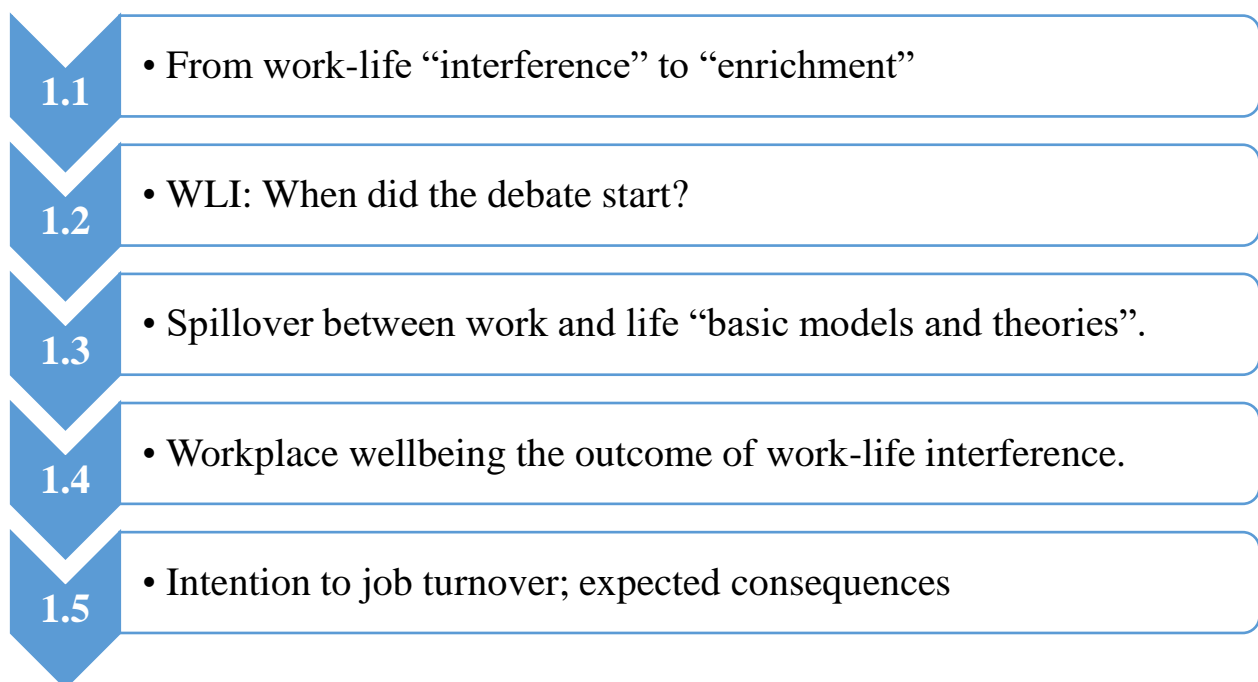 1.1
• From work-life “interference” to “enrichment”
1.2
• WLI: When did the debate start?
1.3
• Spillover between work and life “basic models and theories”.
1.4
• Workplace wellbeing the outcome of work-life interference.
1.5
• Intention to job turnover; expected consequences